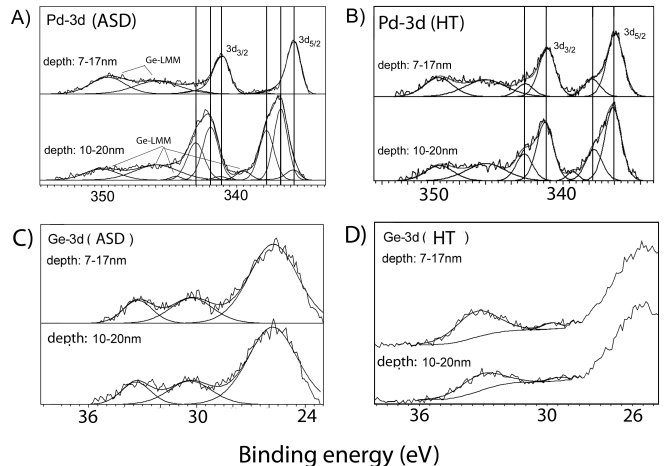 A) Pd-3d (ASD)
depth: 7-17nm
Ge-LMM
3d3/2
3d5/2
depth: 10-20nm
Ge-LMM
350
340
B) Pd-3d (HT)
depth: 7-17nm
3d3/2
3d5/2
depth: 10-20nm
350
340
C) Ge-3d ( ASD )
depth: 7-17nm
depth: 10-20nm
36
30
24
D) Ge-3d ( HT )
depth: 7-17nm
depth: 10-20nm
36
30
26
Binding energy (eV)